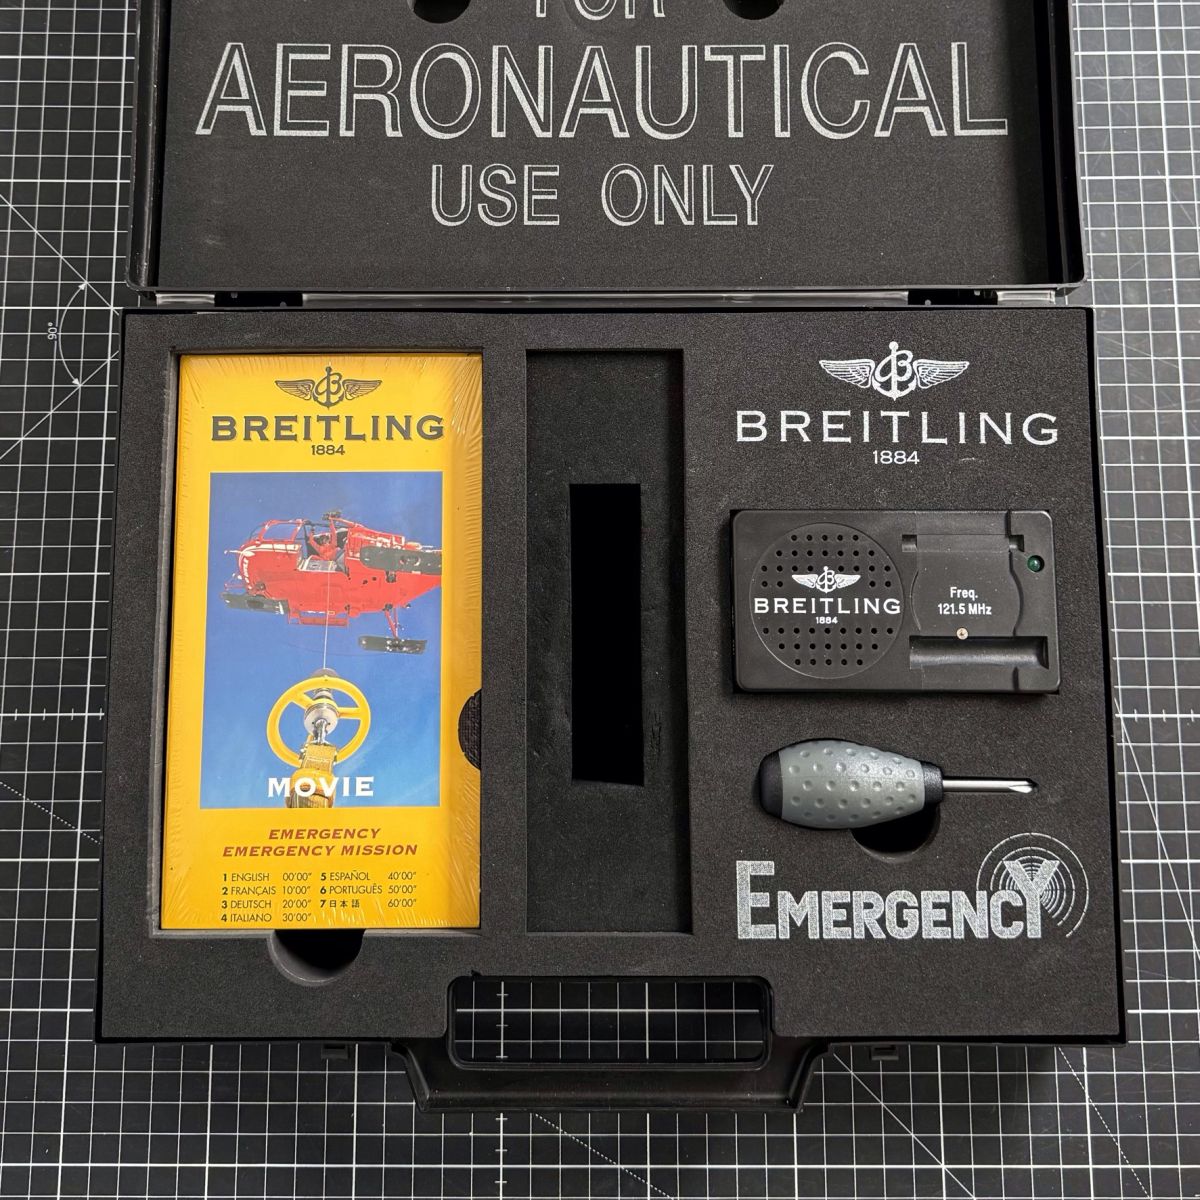 FOR
AERONAUTICAL
USE ONLY
90°
BREITLING
1884
MOVIE
EMERGENCY
EMERGENCY MISSION
1 ENGLISH 00'00" 5 ESPAÑOL 40'00"
2 FRANÇAIS 10'00" 6 PORTUGUÊS 50'00"
3 DEUTSCH 20'00" 7 日本語 60'00"
4 ITALIANO 30'00"
BREITLING
1884
BREITLING
1884
Freq.
121.5 MHz
EMERGENCY